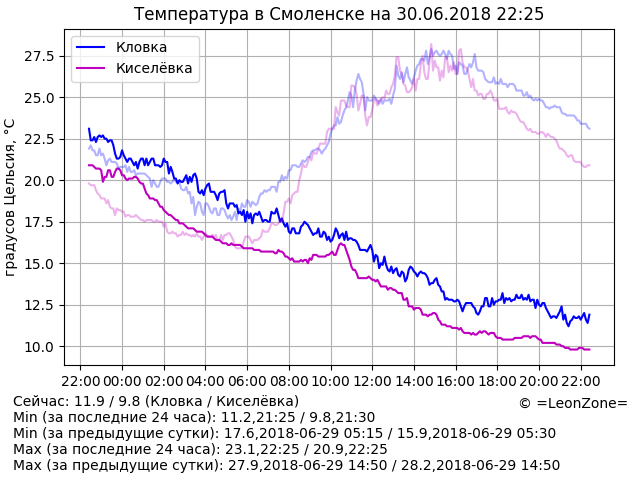 Температура в Смоленске на 30.06.2018 22:25
Кловка
Киселёвка
градусов Цельсия, °C
27.5
25.0
22.5
20.0
17.5
15.0
12.5
10.0
22:00 00:00 02:00 04:00 06:00 08:00 10:00 12:00 14:00 16:00 18:00 20:00 22:00
Сейчас: 11.9 / 9.8 (Кловка / Киселёвка)
© =LeonZone=
Min (за последние 24 часа): 11.2,21:25 / 9.8,21:30
Min (за предыдущие сутки): 17.6,2018-06-29 05:15 / 15.9,2018-06-29 05:30
Max (за последние 24 часа): 23.1,22:25 / 20.9,22:25
Max (за предыдущие сутки): 27.9,2018-06-29 14:50 / 28.2,2018-06-29 14:50